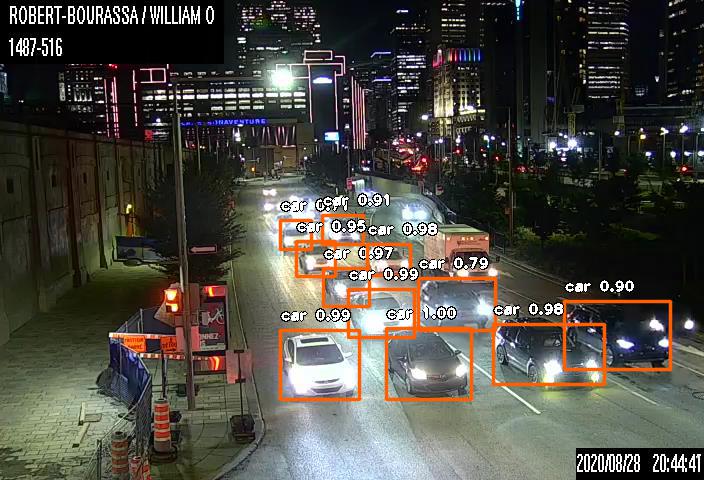 ROBERT-BOURASSA / WILLIAM O
1487-516
BONAVENTURE
car 0.91
car 0.95
car 0.98
car 0.97
car 0.99
car 0.79
car 0.90
car 0.99
car 1.00
car 0.98
2020/08/28 20:44:41